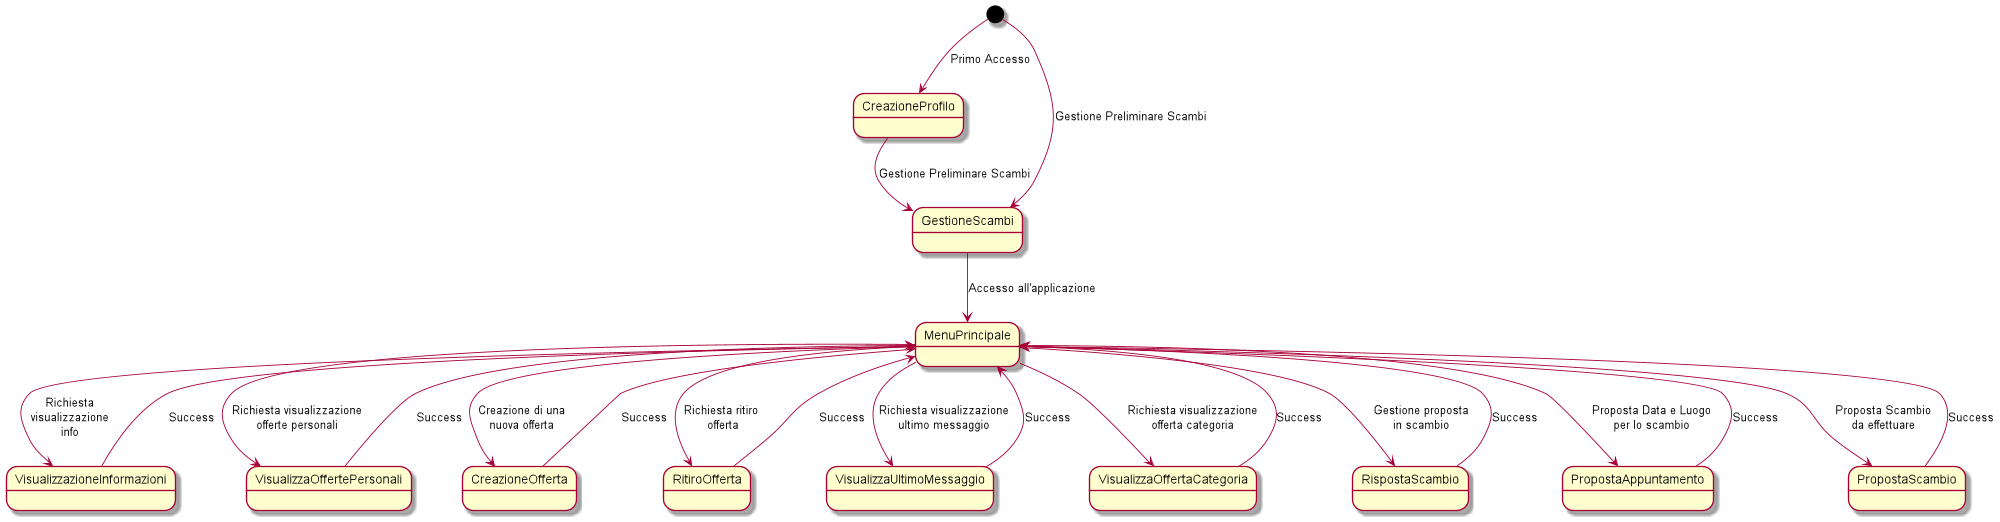 Primo Accesso
CreazioneProfilo
Gestione Preliminare Scambi
Gestione Preliminare Scambi
GestioneScambi
Accesso all'applicazione
MenuPrincipale
Richiesta
visualizzazione
info
Success
Richiesta visualizzazione
offerte personali
Success
Creazione di una
nuova offerta
Success
Richiesta ritiro
offerta
Success
Richiesta visualizzazione
ultimo messaggio
Success
Richiesta visualizzazione
offerta categoria
Success
Gestione proposta
in scambio
Success
Proposta Data e Luogo
per lo scambio
Success
Proposta Scambio
da effettuare
Success
VisualizzazioneInformazioni
VisualizzaOffertePersonali
CreazioneOfferta
RitiroOfferta
VisualizzaUltimoMessaggio
VisualizzaOffertaCategoria
RispostaScambio
PropostaAppuntamento
PropostaScambio